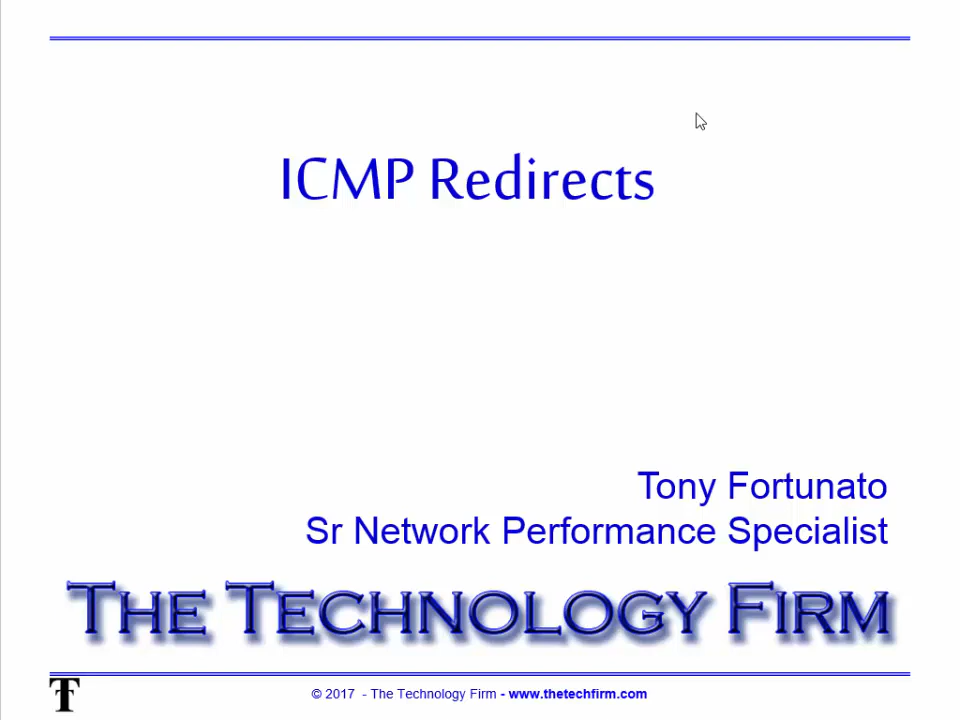 ICMP Redirects
Tony Fortunato
Sr Network Performance Specialist
THE TECHNOLOGY FIRM
TF
© 2017 - The Technology Firm - www.thetechfirm.com